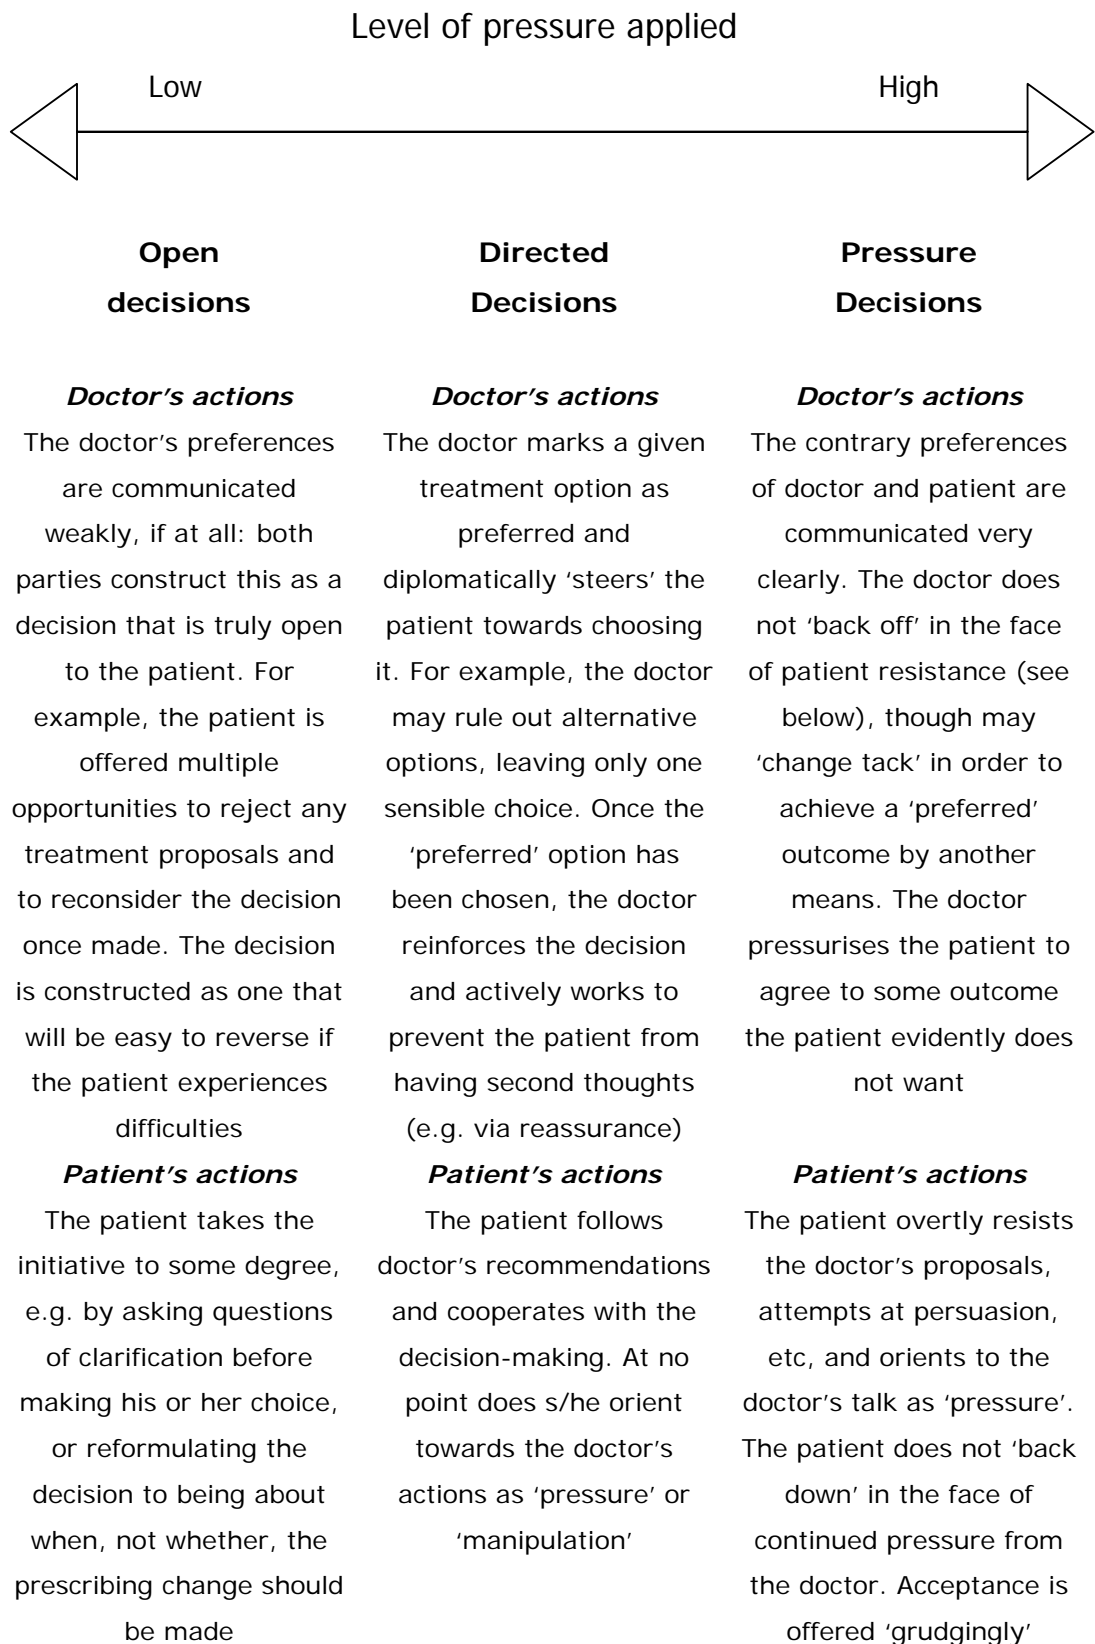 Level of pressure applied
Low
High
Open
decisions
Doctor's actions
The doctor's preferences
are communicated
weakly, if at all: both
parties construct this as a
decision that is truly open
to the patient. For
example, the patient is
offered multiple
opportunities to reject any
treatment proposals and
to reconsider the decision
once made. The decision
is constructed as one that
will be easy to reverse if
the patient experiences
difficulties
Patient's actions
The patient takes the
initiative to some degree,
e.g. by asking questions
of clarification before
making his or her choice,
or reformulating the
decision to being about
when, not whether, the
prescribing change should
be made
Directed
Decisions
Doctor's actions
The doctor marks a given
treatment option as
preferred and
diplomatically ‘steers’ the
patient towards choosing
it. For example, the doctor
may rule out alternative
options, leaving only one
sensible choice. Once the
‘preferred’ option has
been chosen, the doctor
reinforces the decision
and actively works to
prevent the patient from
having second thoughts
(e.g. via reassurance)
Patient's actions
The patient follows
doctor's recommendations
and cooperates with the
decision-making. At no
point does s/he orient
towards the doctor's
actions as ‘pressure’ or
‘manipulation’
Pressure
Decisions
Doctor's actions
The contrary preferences
of doctor and patient are
communicated very
clearly. The doctor does
not ‘back off’ in the face
of patient resistance (see
below), though may
‘change tack’ in order to
achieve a ‘preferred’
outcome by another
means. The doctor
pressurises the patient to
agree to some outcome
the patient evidently does
not want
Patient's actions
The patient overtly resists
the doctor's proposals,
attempts at persuasion,
etc, and orients to the
doctor's talk as ‘pressure’.
The patient does not ‘back
down’ in the face of
continued pressure from
the doctor. Acceptance is
offered ‘grudgingly’